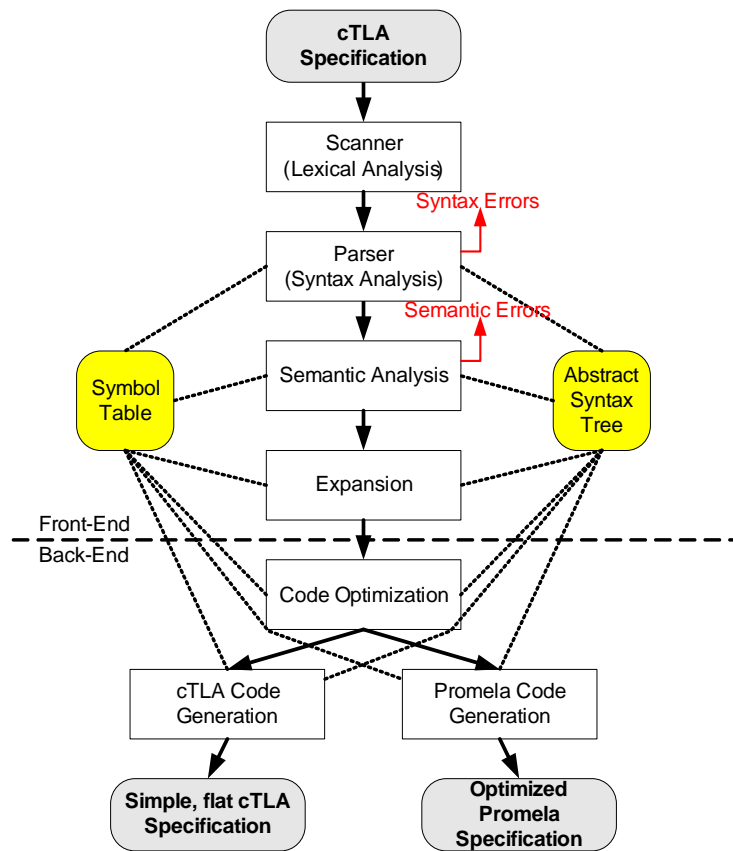 cTLA
Specification
Scanner
(Lexical Analysis)
Syntax Errors
Parser
(Syntax Analysis)
Semantic Errors
Symbol
Table
Semantic Analysis
Abstract
Syntax
Tree
Expansion
Front-End
Back-End
Code Optimization
cTLA Code
Generation
Promela Code
Generation
Simple, flat cTLA
Specification
Optimized
Promela
Specification